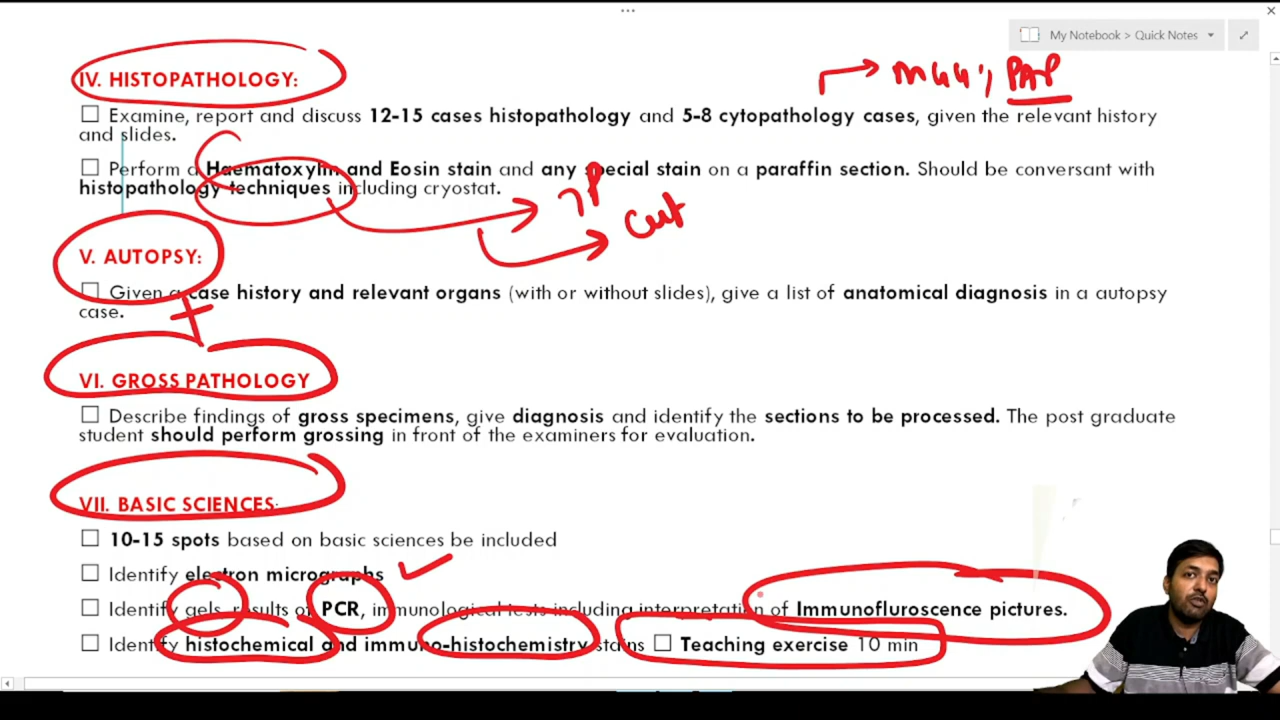 My Notebook > Quick Notes
IV. HISTOPATHOLOGY:
MGG, PAP
☐ Examine, report and discuss 12-15 cases histopathology and 5-8 cytopathology cases, given the relevant history
and slides.
☐ Perform a Haematoxylin and Eosin stain and any special stain on a paraffin section. Should be conversant with
histopathology techniques including cryostat.
cut
V. AUTOPSY:
☐ Given a case history and relevant organs (with or without slides), give a list of anatomical diagnosis in a autopsy
case.
VI. GROSS PATHOLOGY
☐ Describe findings of gross specimens, give diagnosis and identify the sections to be processed. The post graduate
student should perform grossing in front of the examiners for evaluation.
VII. BASIC SCIENCES:
☐ 10-15 spots based on basic sciences be included
☐ Identify electron micrographs
☐ Identify gels, results of PCR, immunological tests including interpretation of Immunofluroscence pictures.
☐ Identify histochemical and immuno-histochemistry stains ☐ Teaching exercise 10 min